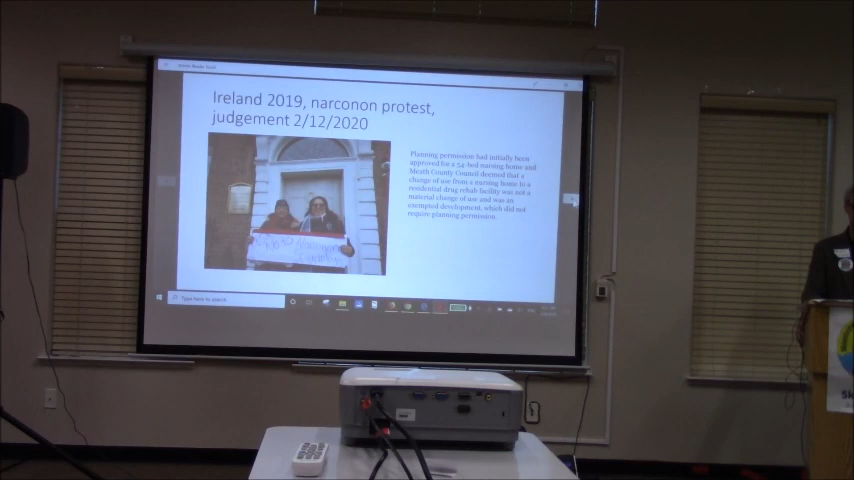 Ireland 2019, narconon protest,
judgement 2/12/2020
Planning permission had initially been
approved for a 54-bed nursing home and
Meath County Council deemed that a
change of use from a nursing home to a
residential drug rehab facility was not a
material change of use and was an
exempted development, which did not
require planning permission.
Type here to search